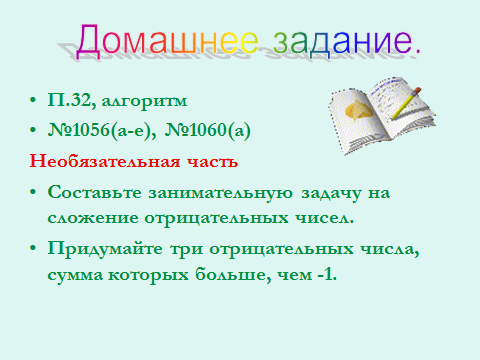 Домашнее задание.
• П.32, алгоритм
• №1056(а-е), №1060(а)
Необязательная часть
• Составьте занимательную задачу на
сложение отрицательных чисел.
• Придумайте три отрицательных числа,
сумма которых больше, чем -1.